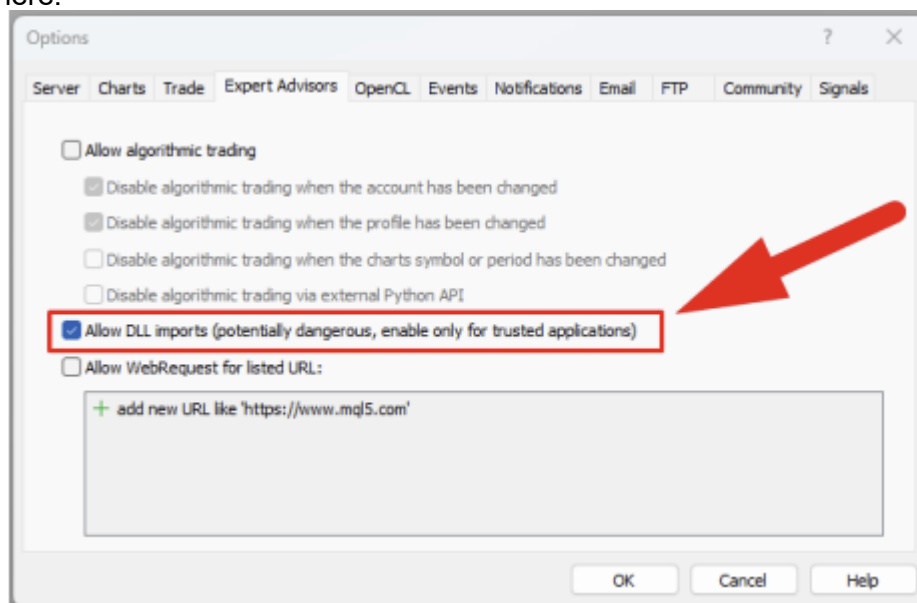 Options ?
Server Charts Trade Expert Advisors OpenCL Events Notifications Email FTP Community Signals
Allow algorithmic trading
Disable algorithmic trading when the account has been changed
Disable algorithmic trading when the profile has been changed
Disable algorithmic trading when the charts symbol or period has been changed
Disable algorithmic trading via external Python API
Allow DLL imports (potentially dangerous, enable only for trusted applications)
Allow WebRequest for listed URL:
+ add new URL like 'https://www.mql5.com'
OK Cancel Help